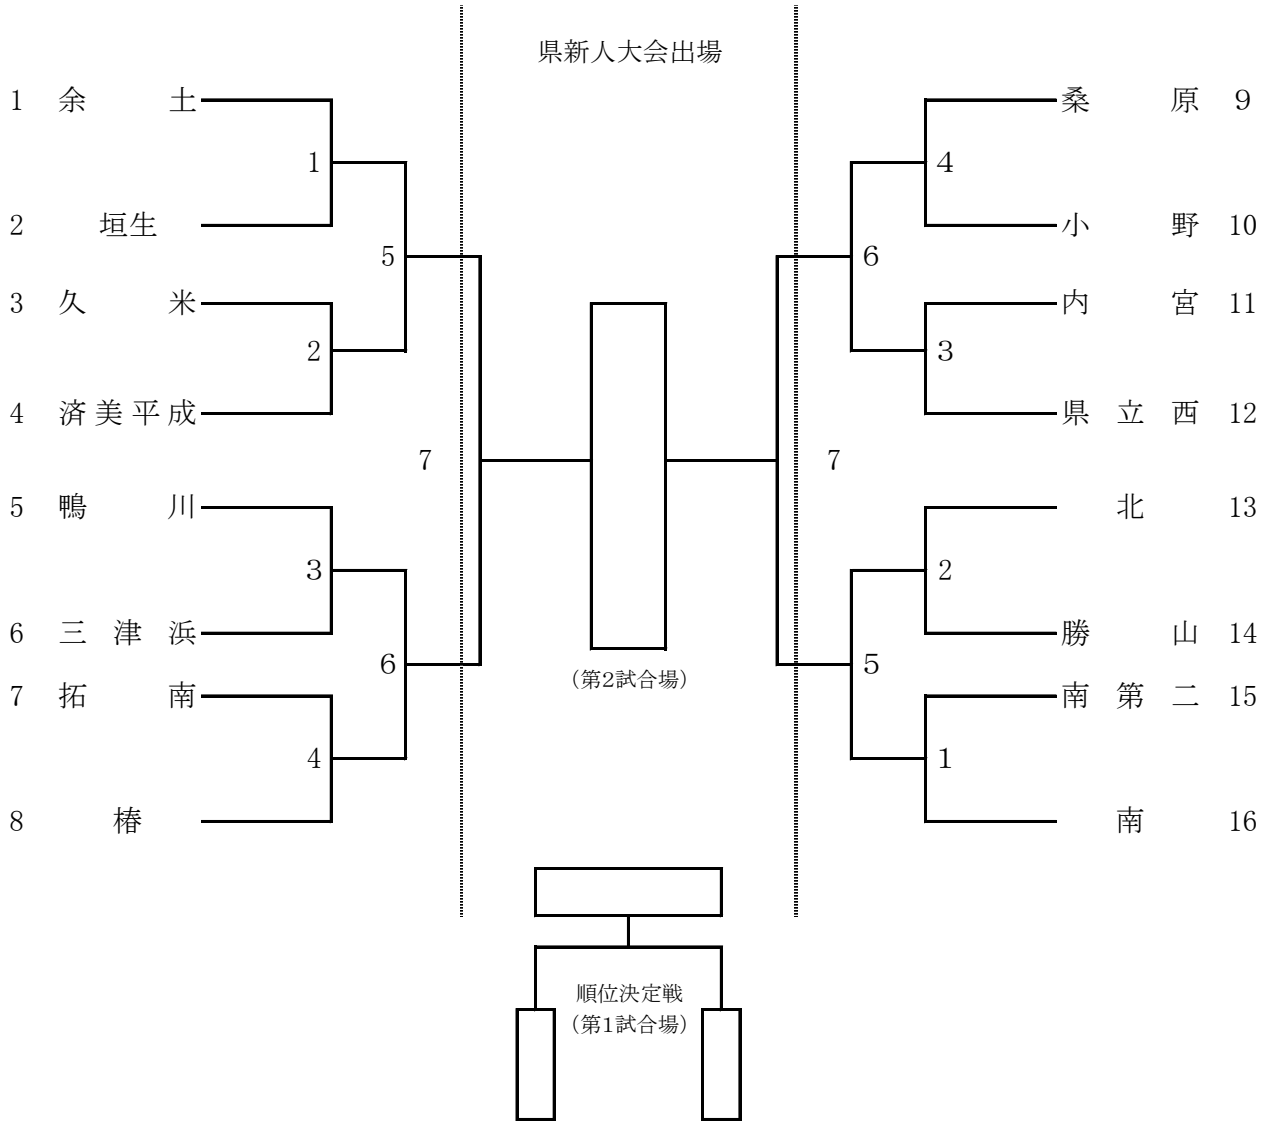 県新人大会出場
1 余土 桑原 9
1 4
2 垣生 小野 10
5 6
3 久米 内宮 11
2 3
4 済美平成 県立西 12
7 7
5 鴨川 北 13
3 2
6 三津浜 勝山 14
6 5
(第2試合場)
7 拓南 南第二 15
4 1
8 椿 南 16
順位決定戦
(第1試合場)